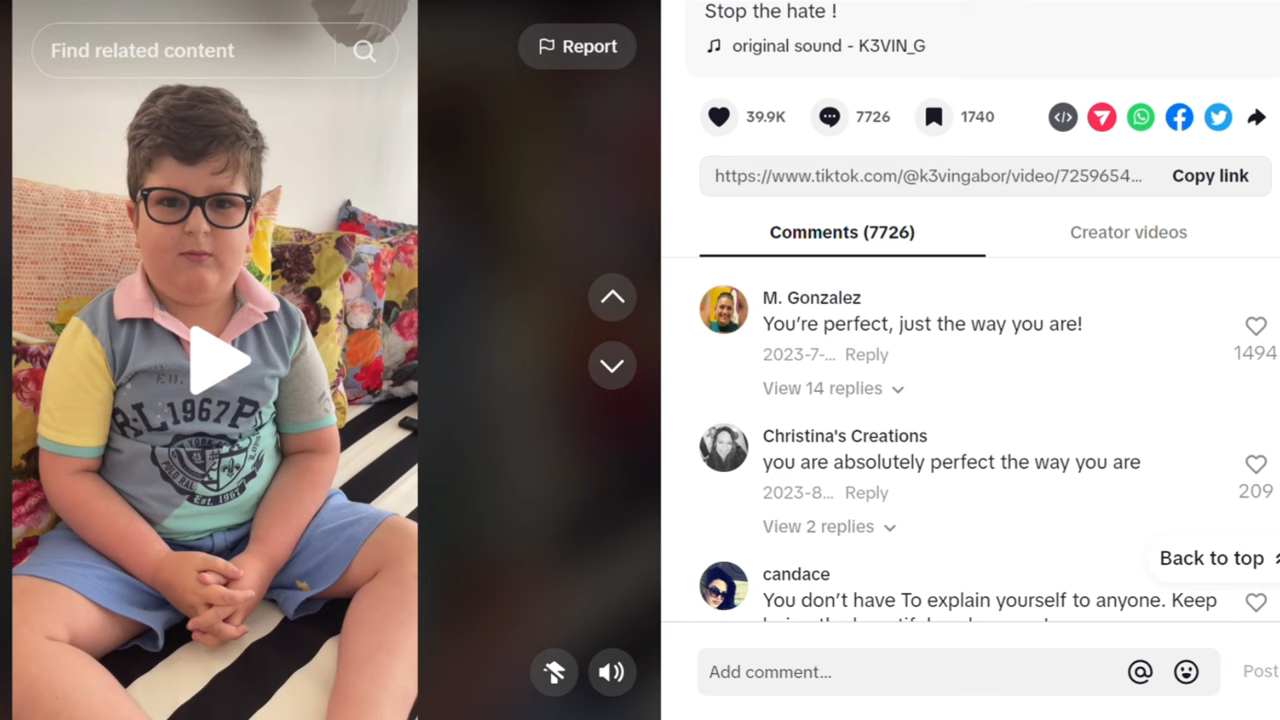 Find related content
Report
R·L 1967 P
YORK
POLO RAL
Est. 1967
Stop the hate !
original sound - K3VIN_G
39.9K
7726
1740
https://www.tiktok.com/@k3vingabor/video/7259654...
Copy link
Comments (7726)
Creator videos
M. Gonzalez
You’re perfect, just the way you are!
2023-7-... Reply
1494
View 14 replies
Christina's Creations
you are absolutely perfect the way you are
2023-8... Reply
209
View 2 replies
Back to top
candace
You don’t have To explain yourself to anyone. Keep
Add comment...
Post